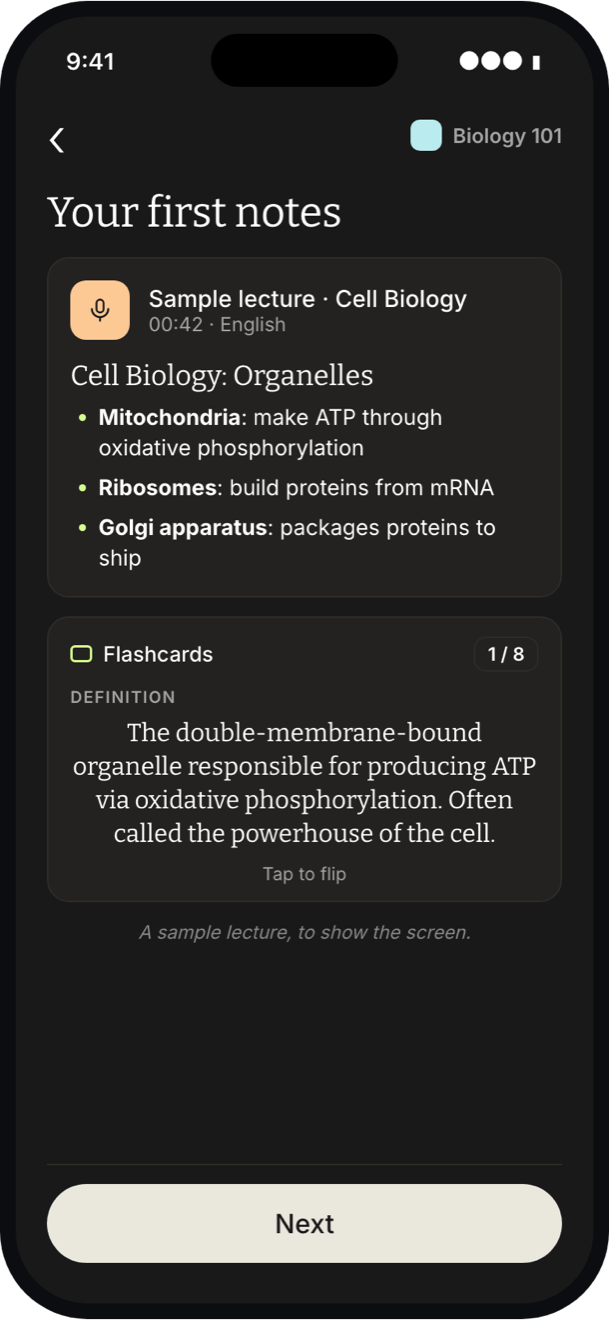 9:41
Biology 101
Your first notes
Sample lecture · Cell Biology
00:42 · English
Cell Biology: Organelles
• Mitochondria: make ATP through
oxidative phosphorylation
• Ribosomes: build proteins from mRNA
• Golgi apparatus: packages proteins to
ship
Flashcards
1 / 8
DEFINITION
The double-membrane-bound
organelle responsible for producing ATP
via oxidative phosphorylation. Often
called the powerhouse of the cell.
Tap to flip
A sample lecture, to show the screen.
Next